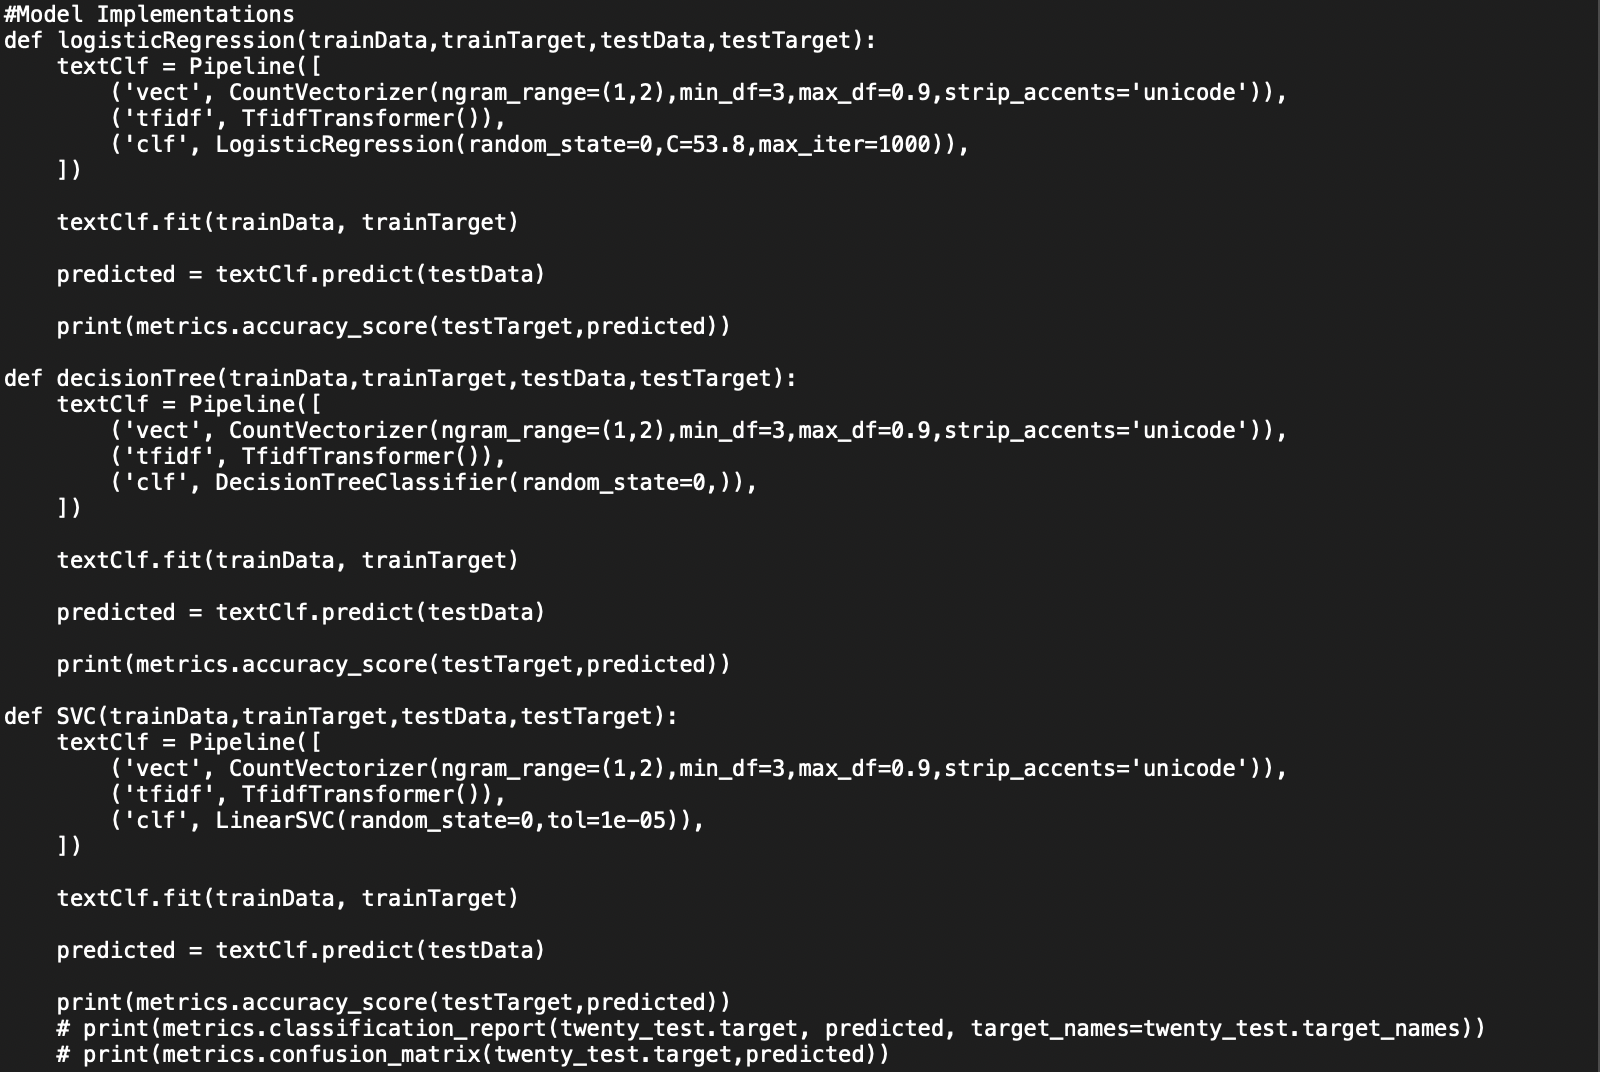 #Model Implementations
def logisticRegression(trainData,trainTarget,testData,testTarget):
    textClf = Pipeline([
        ('vect', CountVectorizer(ngram_range=(1,2),min_df=3,max_df=0.9,strip_accents='unicode')),
        ('tfidf', TfidfTransformer()),
        ('clf', LogisticRegression(random_state=0,C=53.8,max_iter=1000)),
    ])

    textClf.fit(trainData, trainTarget)

    predicted = textClf.predict(testData)

    print(metrics.accuracy_score(testTarget,predicted))

def decisionTree(trainData,trainTarget,testData,testTarget):
    textClf = Pipeline([
        ('vect', CountVectorizer(ngram_range=(1,2),min_df=3,max_df=0.9,strip_accents='unicode')),
        ('tfidf', TfidfTransformer()),
        ('clf', DecisionTreeClassifier(random_state=0,)),
    ])

    textClf.fit(trainData, trainTarget)

    predicted = textClf.predict(testData)

    print(metrics.accuracy_score(testTarget,predicted))

def SVC(trainData,trainTarget,testData,testTarget):
    textClf = Pipeline([
        ('vect', CountVectorizer(ngram_range=(1,2),min_df=3,max_df=0.9,strip_accents='unicode')),
        ('tfidf', TfidfTransformer()),
        ('clf', LinearSVC(random_state=0,tol=1e-05)),
    ])

    textClf.fit(trainData, trainTarget)

    predicted = textClf.predict(testData)

    print(metrics.accuracy_score(testTarget,predicted))
    # print(metrics.classification_report(twenty_test.target, predicted, target_names=twenty_test.target_names))
    # print(metrics.confusion_matrix(twenty_test.target,predicted))